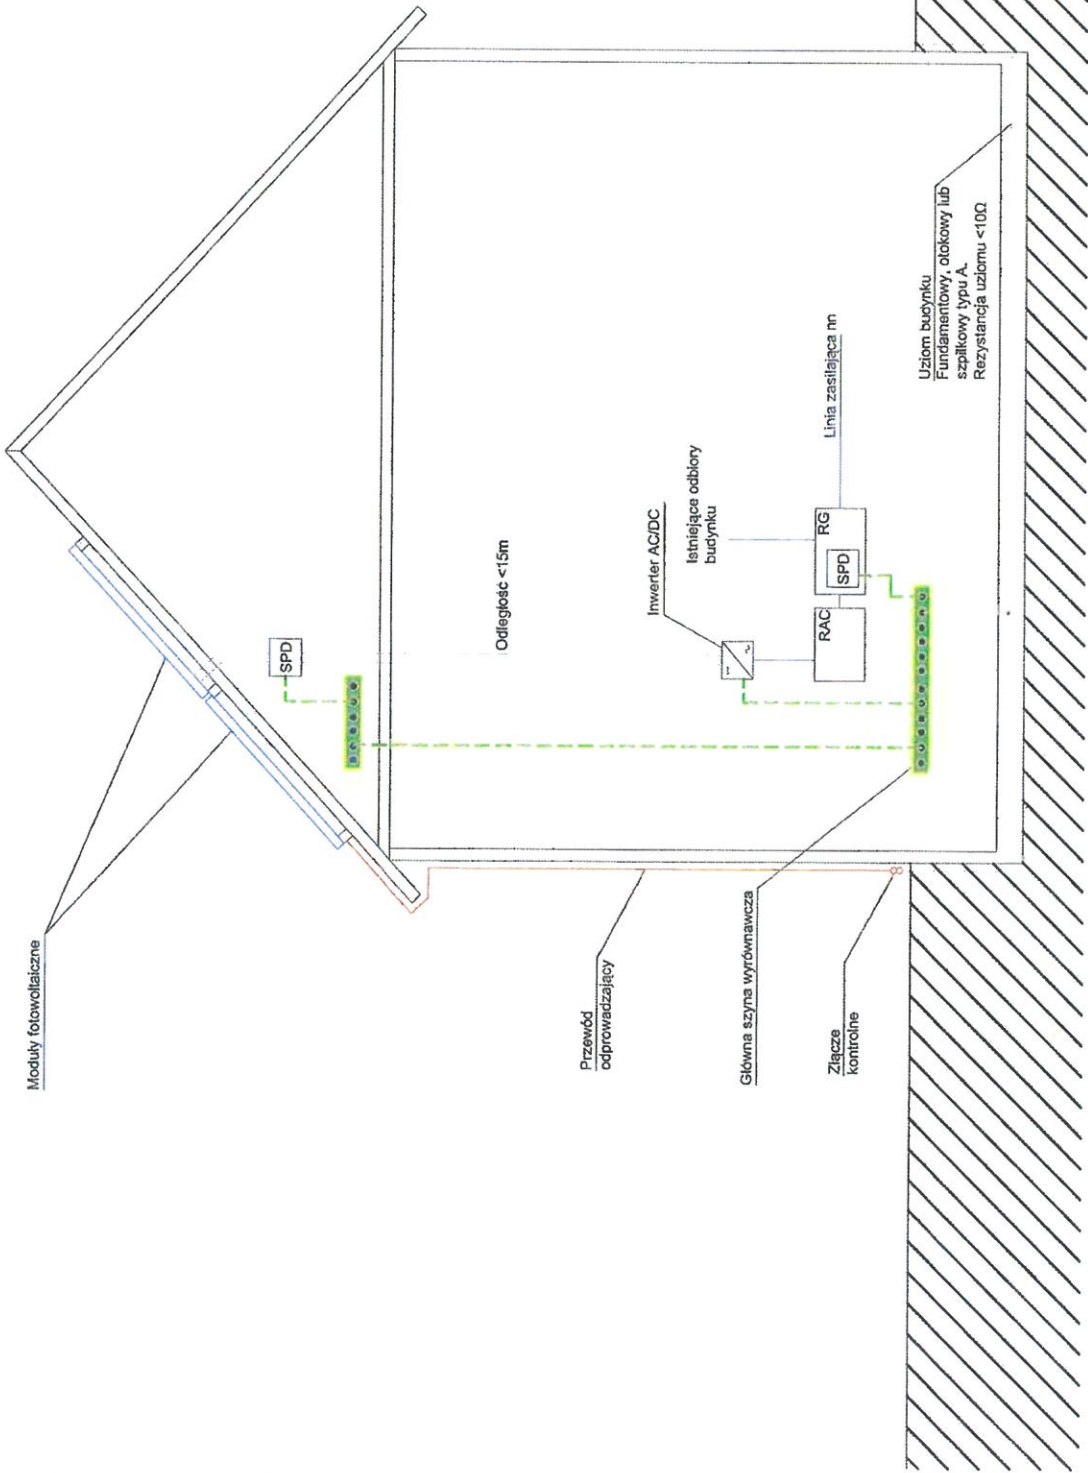 Moduły fotowoltaiczne
SPD
Odległość <15m
Inwerter AC/DC
Istniejące odbiory
budynku
Linia zasilająca nn
RG
SPD
RAC
Przewód
odprowadzający
Główna szyna wyrównawcza
Złącze
kontrolne
Uziom budynku
Fundamentowy, otokowy lub
szpilkowy typu A.
Rezystancja uziomu <10Ω